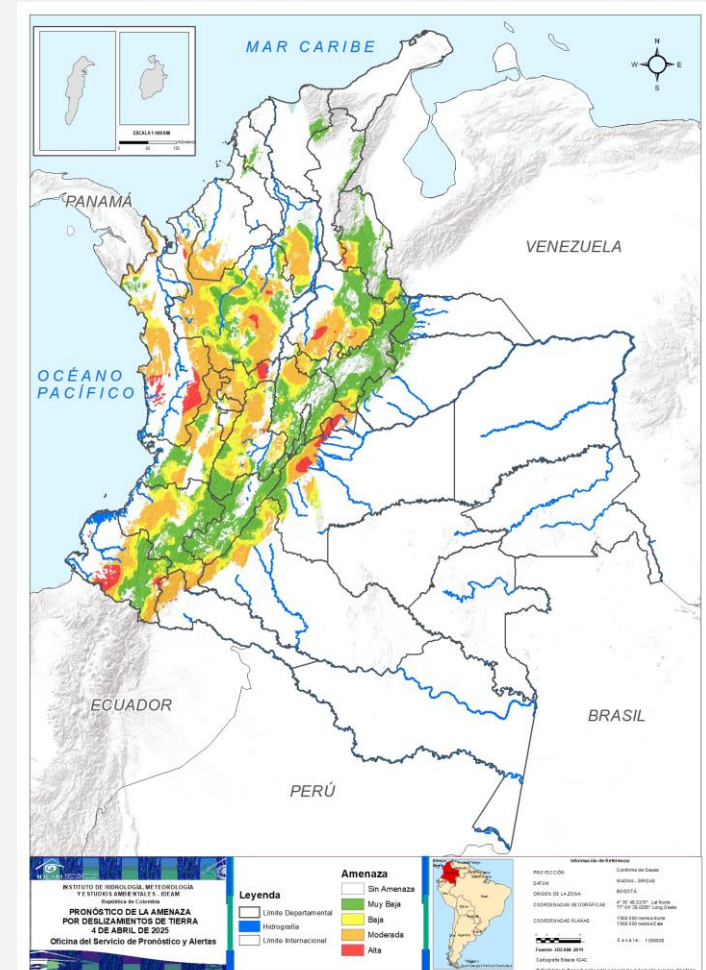 MAR CARIBE
N
W
E
S
ESCALA
PANAMÁ
VENEZUELA
OCÉANO
PACÍFICO
ECUADOR
BRASIL
PERÚ
IDEAM
INSTITUTO DE HIDROLOGÍA, METEOROLOGÍA
Y ESTUDIOS AMBIENTALES - IDEAM
República de Colombia
PRONÓSTICO DE LA AMENAZA
POR DESLIZAMIENTOS DE TIERRA
4 DE ABRIL DE 2025
Oficina del Servicio de Pronóstico y Alertas
Leyenda
Límite Departamental
Hidrografía
Límite Internacional
Amenaza
Sin Amenaza
Muy Baja
Baja
Moderada
Alta
Información de Referencia
PROYECCIÓN Conforme de Gauss
DATUM MAGNA - SIRGAS
ORIGEN DE LA ZONA BOGOTÁ
COORDENADAS GEOGRÁFICAS
COORDENADAS PLANAS
Fuente: IDEAM, 2011
Cartografía Básica IGAC